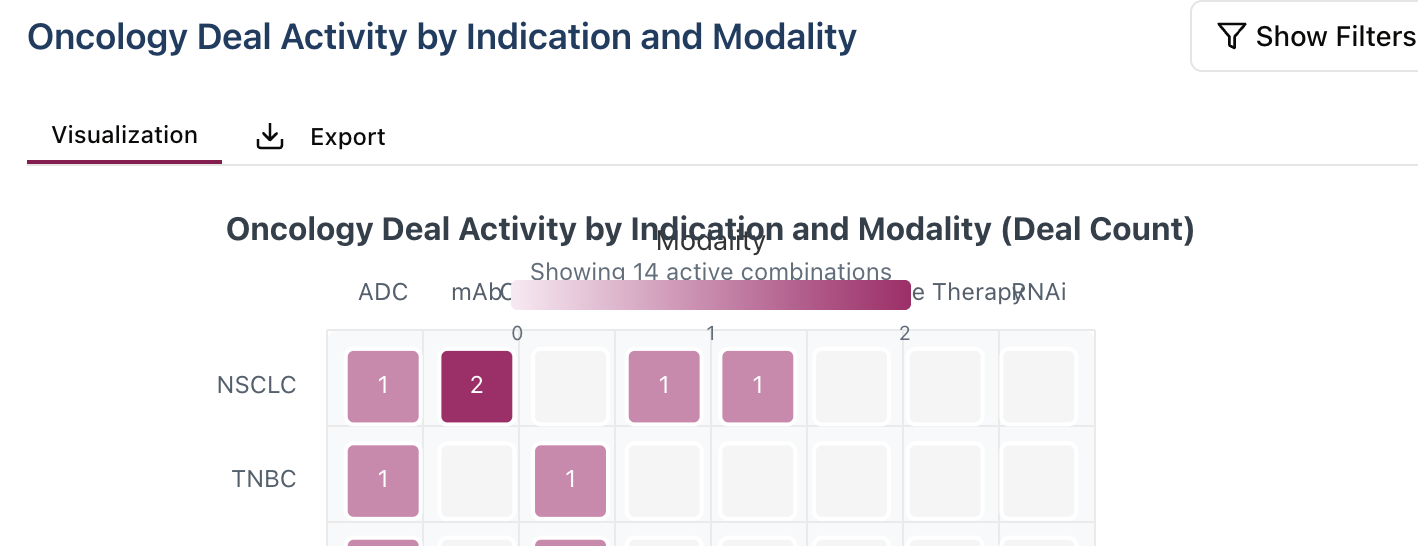 Oncology Deal Activity by Indication and Modality
Show Filters
Visualization
Export
Oncology Deal Activity by Indication and Modality (Deal Count)
Modality
Showing 14 active combinations
ADC mAb Therapy RNAi
0 1 2
NSCLC 1 2 1 1
TNBC 1 1